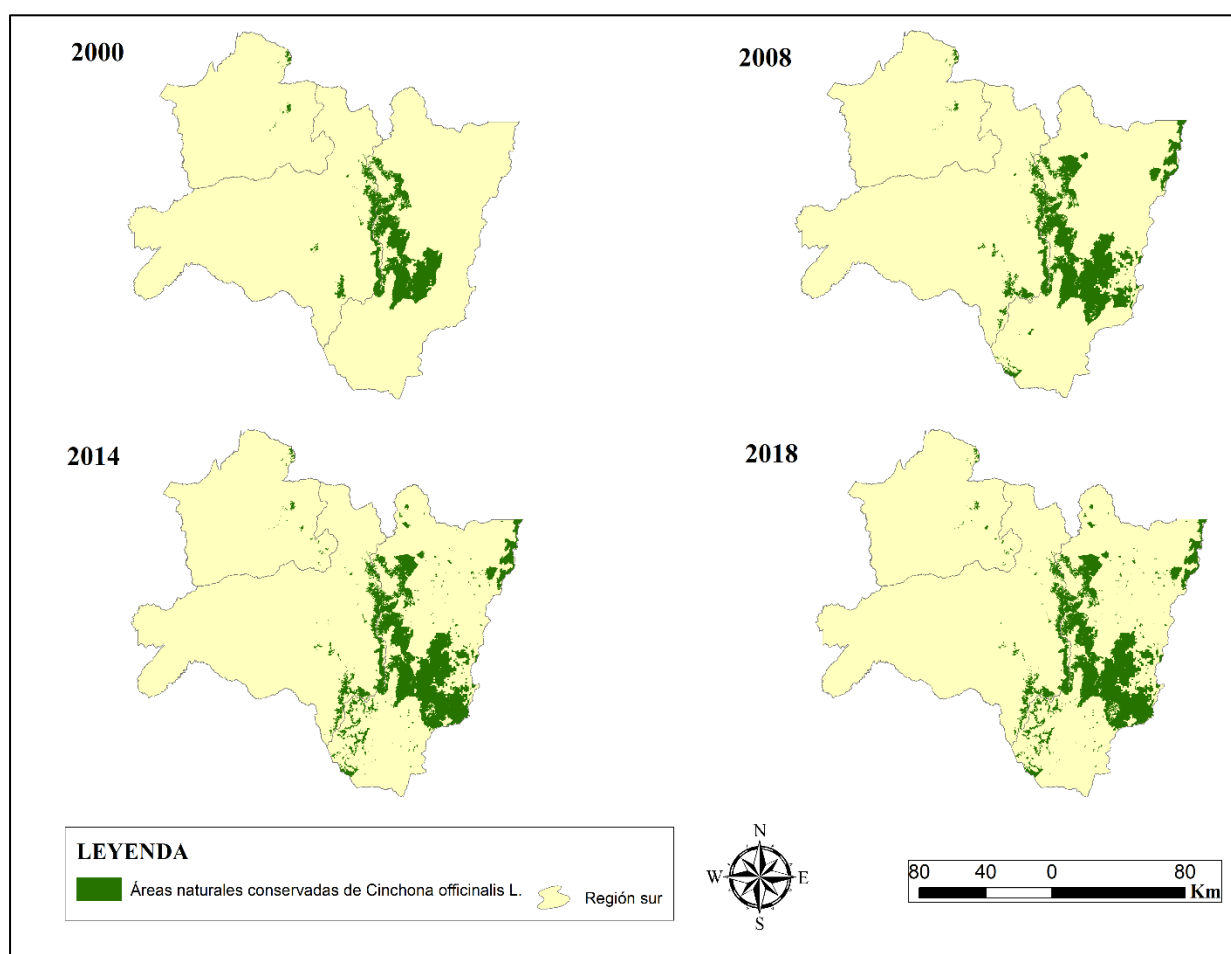 2000
2008
2014
2018
LEYENDA
Áreas naturales conservadas de Cinchona officinalis L.
Región sur
N
W
E
S
80 40 0 80
Km